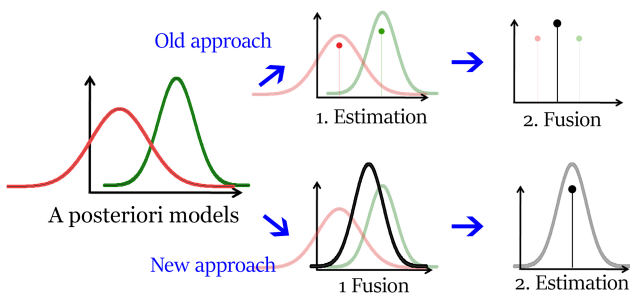 Old approach
1. Estimation
2. Fusion
A posteriori models
New approach
1 Fusion
2. Estimation